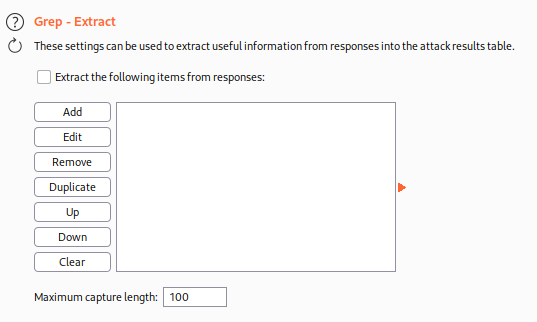 Grep - Extract
These settings can be used to extract useful information from responses into the attack results table.
Extract the following items from responses:
Add
Edit
Remove
Duplicate
Up
Down
Clear
Maximum capture length: 100